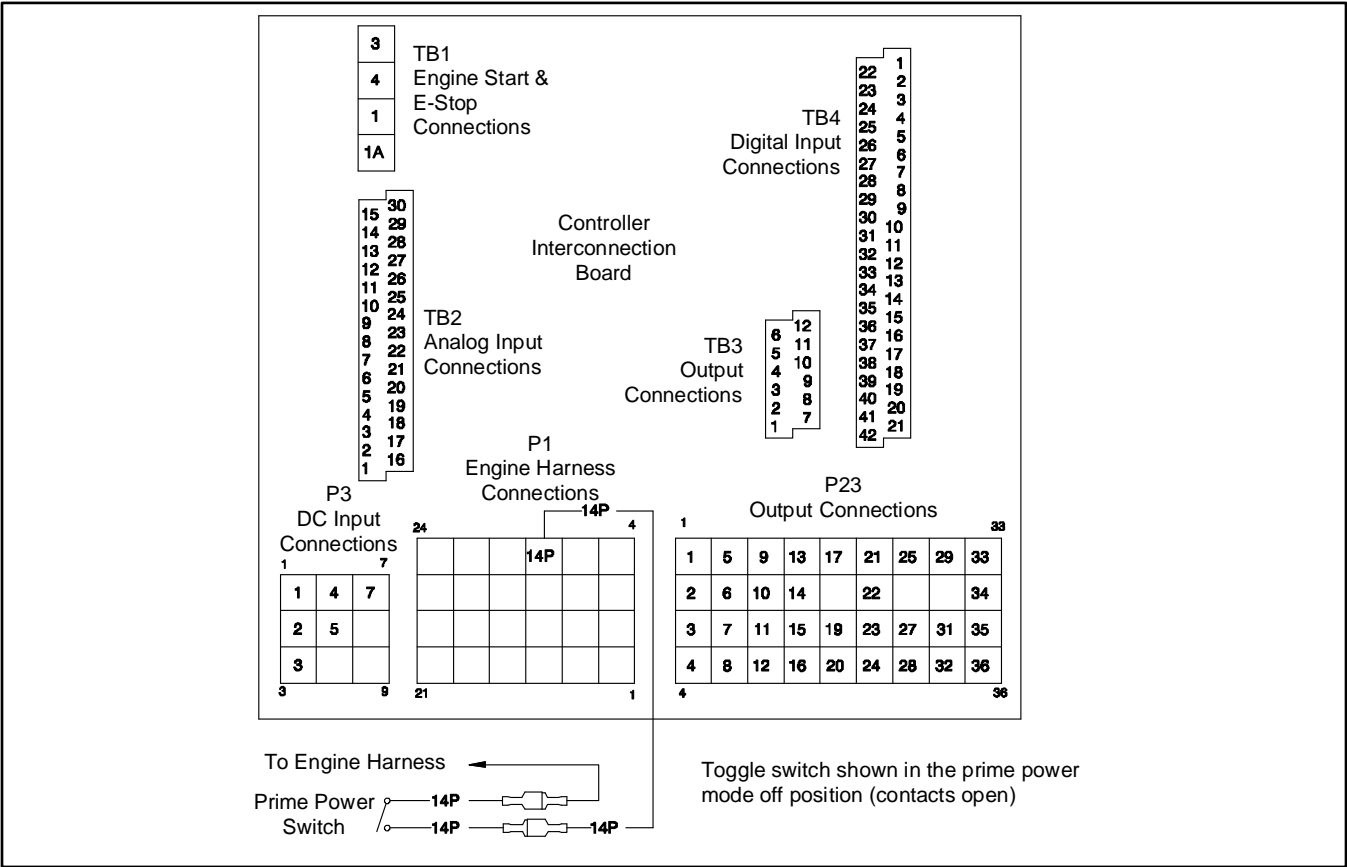 3
4
1
1A
TB1
Engine Start &
E-Stop
Connections
15 30
14 29
13 28
12 27
11 26
10 25
9 24
8 23
7 22
6 21
5 20
4 19
3 18
2 17
1 16
TB2
Analog Input
Connections
Controller
Interconnection
Board
TB4
Digital Input
Connections
22 1
23 2
24 3
25 4
26 5
27 6
28 7
29 8
30 9
31 10
32 11
33 12
34 13
35 14
36 15
37 16
38 17
39 18
40 19
41 20
42 21
TB3
Output
Connections
6 12
5 11
4 10
3 9
2 8
1 7
P3
DC Input
Connections
1 7
1 4 7
2 5
3
3 9
P1
Engine Harness
Connections
14P
24 4
14P
21 1
P23
Output Connections
1 33
1 5 9 13 17 21 25 29 33
2 6 10 14 22 34
3 7 11 15 19 23 27 31 35
4 8 12 16 20 24 28 32 36
4 36
To Engine Harness
Prime Power
Switch
14P
14P 14P
Toggle switch shown in the prime power
mode off position (contacts open)